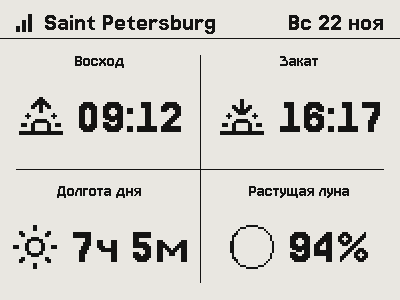 Saint Petersburg Вс 22 ноя
Восход Закат
09:12 16:17
Долгота дня Растущая луна
7ч 5м 94%